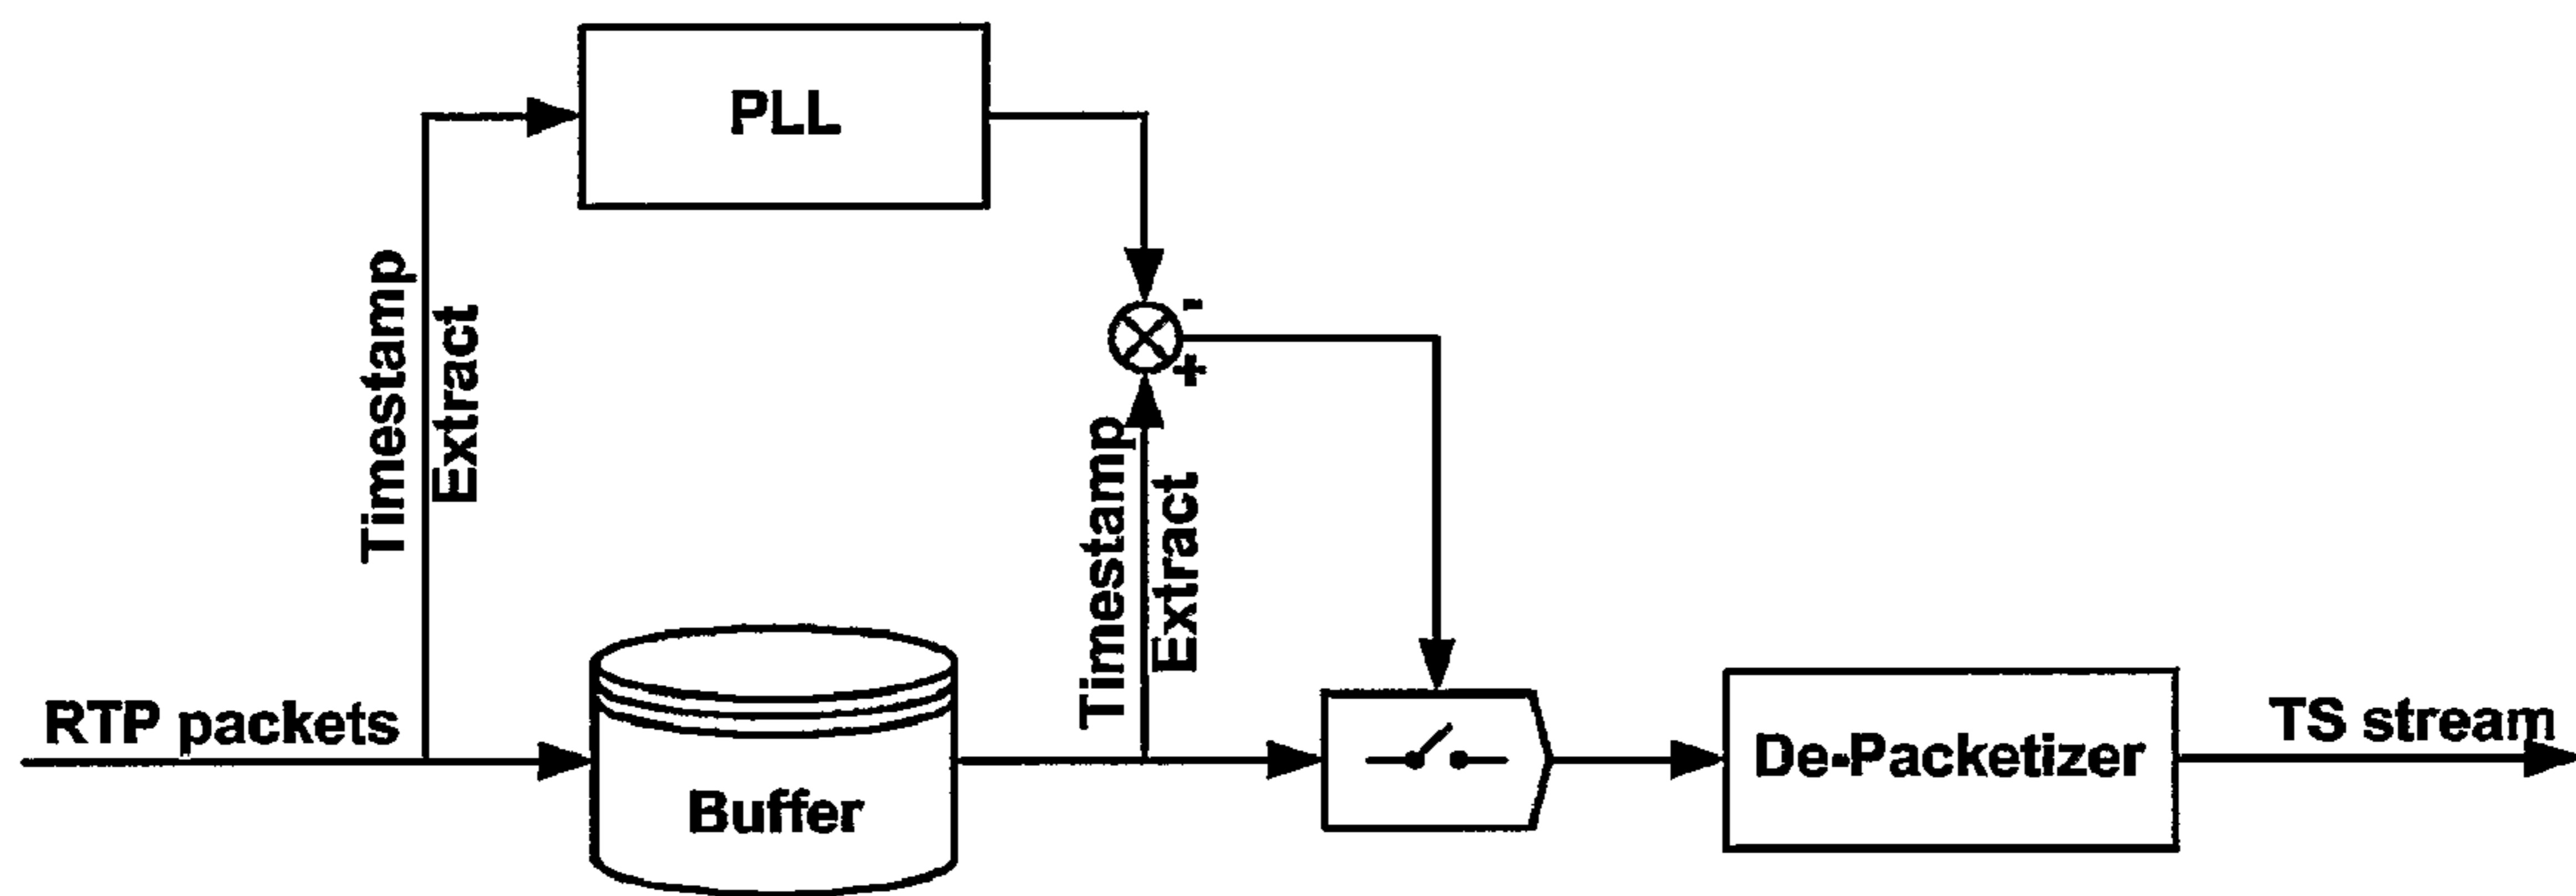 PLL
Timestamp
Extract
-
+
Timestamp
Extract
RTP packets
Buffer
De-Packetizer
TS stream